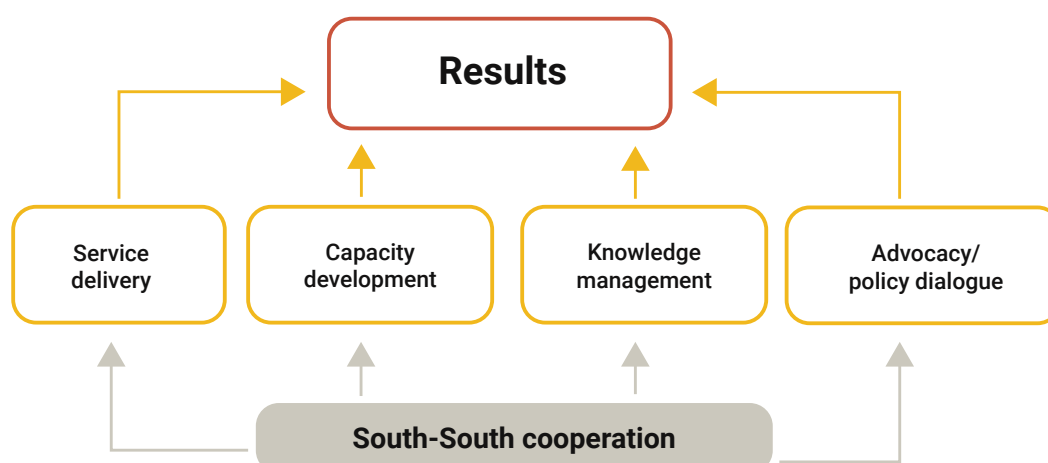 Results
Service
delivery
Capacity
development
Knowledge
management
Advocacy/
policy dialogue
South-South cooperation